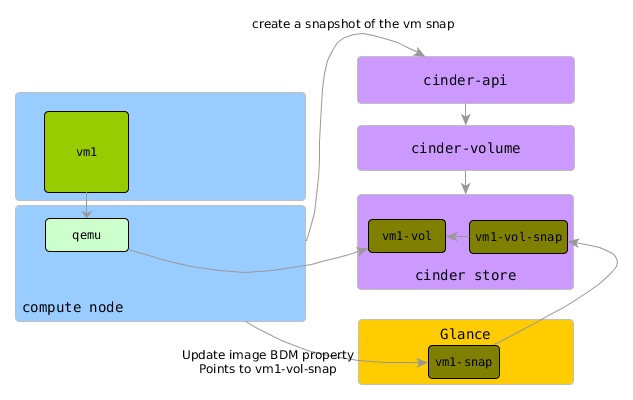 create a snapshot of the vm snap
cinder-api
vm1
cinder-volume
qemu
vm1-vol
vm1-vol-snap
cinder store
compute node
Glance
Update image BDM property
Points to vm1-vol-snap
vm1-snap